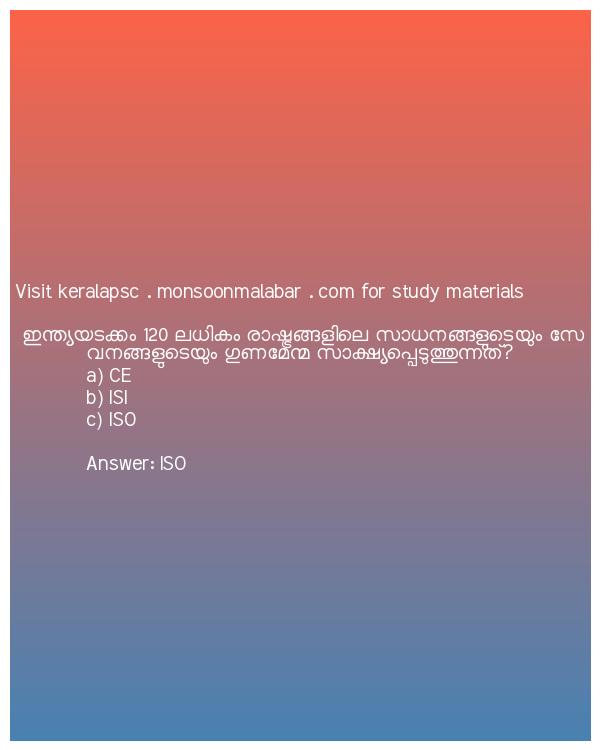 Visit keralapsc . monsoonmalabar . com for study materials
ഇന്ത്യയടക്കം 120 ലധികം രാഷ്ട്രങ്ങളിലെ സാധനങ്ങളുടെയും സേ
വനങ്ങളുടെയും ഗുണമേന്മ സാക്ഷ്യപ്പെടുത്തുന്നത്?
a) CE
b) ISI
c) ISO
Answer: ISO